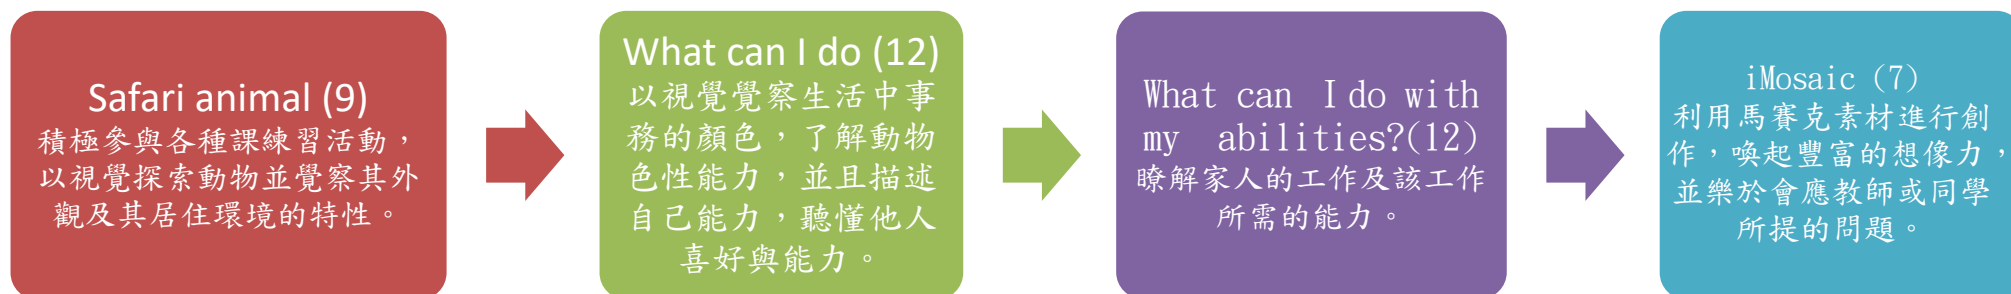 Safari animal (9)
積極參與各種課練習活動，
以視覺探索動物並覺察其外
觀及其居住環境的特性。
What can I do (12)
以視覺覺察生活中事
務的顏色，了解動物
色性能力，並且描述
自己能力，聽懂他人
喜好與能力。
What can I do with
my abilities?(12)
瞭解家人的工作及該工作
所需的能力。
iMosaic (7)
利用馬賽克素材進行創
作，喚起豐富的想像力，
並樂於會應教師或同學
所提的問題。